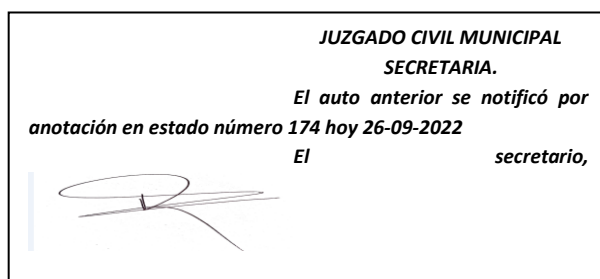 JUZGADO CIVIL MUNICIPAL
SECRETARIA.
El auto anterior se notificó por
anotación en estado número 174 hoy 26-09-2022
El secretario,